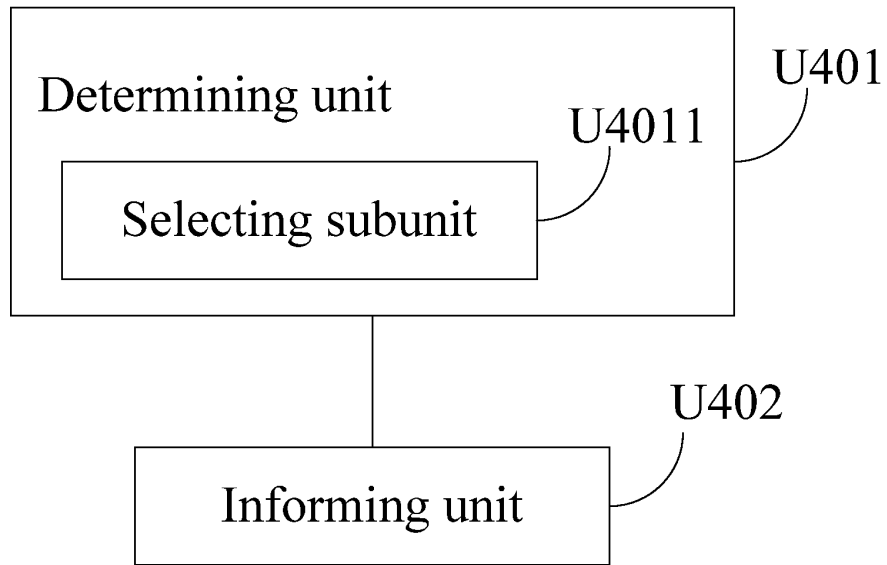 U401
Determining unit
U4011
Selecting subunit
U402
Informing unit